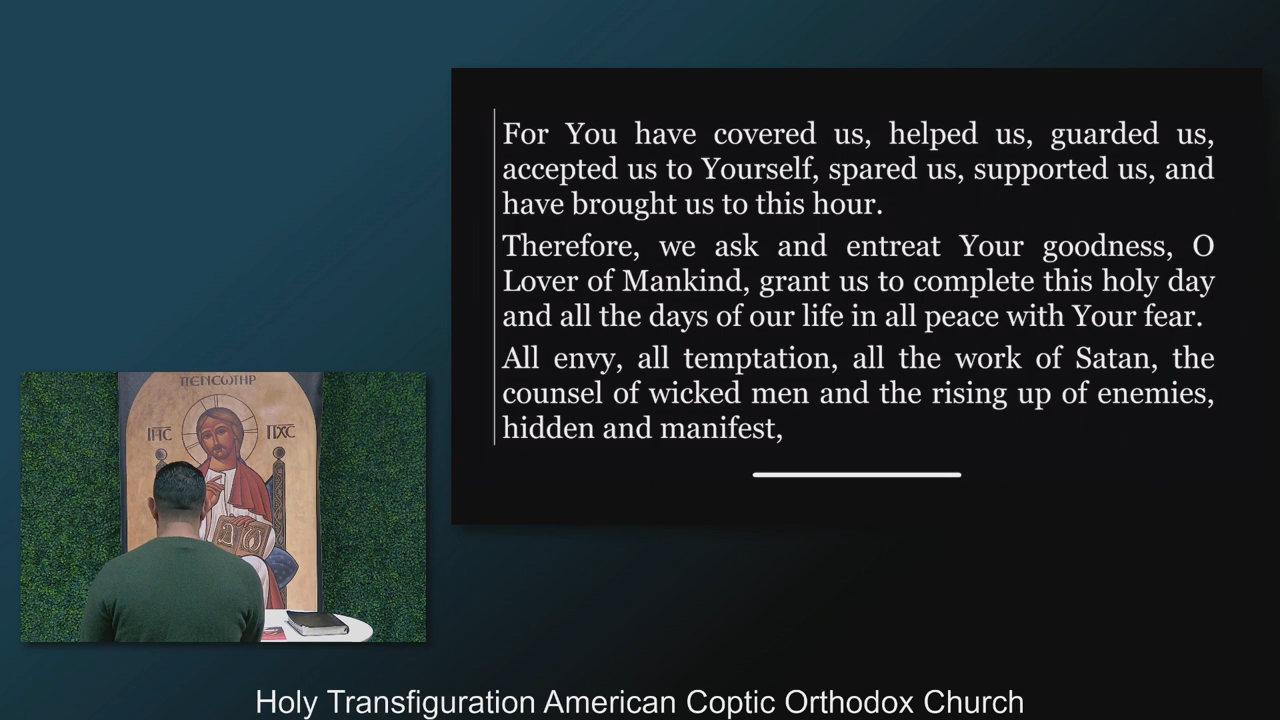 For You have covered us, helped us, guarded us,
accepted us to Yourself, spared us, supported us, and
have brought us to this hour.
Therefore, we ask and entreat Your goodness, O
Lover of Mankind, grant us to complete this holy day
and all the days of our life in all peace with Your fear.
All envy, all temptation, all the work of Satan, the
counsel of wicked men and the rising up of enemies,
hidden and manifest,
ⲠⲈⲚⲤⲰⲦⲎⲢ
ⲒⲎⲤ ⲠⲬⲤ
Ⲁ Ⲱ
Holy Transfiguration American Coptic Orthodox Church